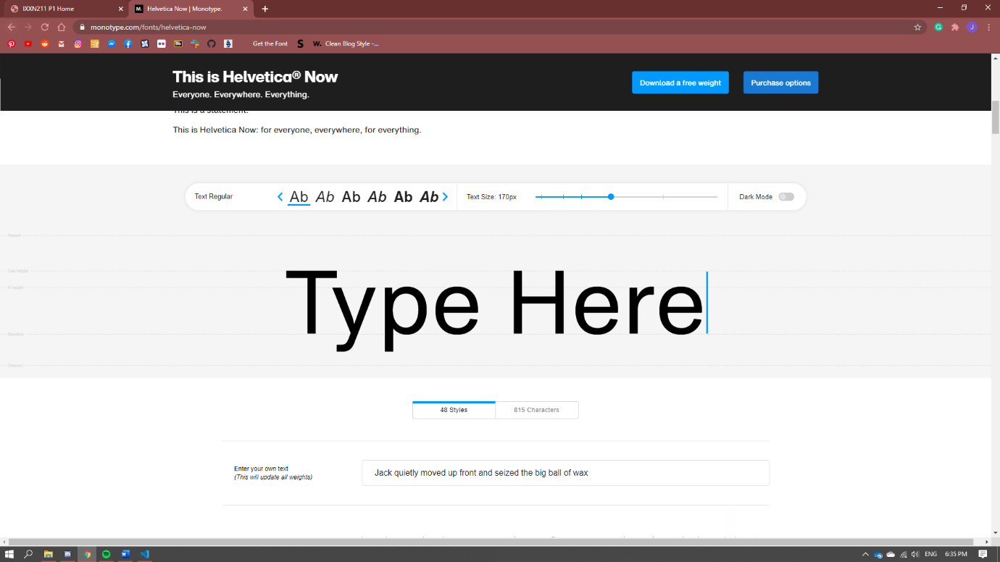 IXXN211 P1 Home
M. Helvetica Now | Monotype.
monotype.com/fonts/helvetica-now
J
Bb
Get the Font
S
W. Clean Blog Style -...
This is Helvetica® Now
Everyone. Everywhere. Everything.
Download a free weight
Purchase options
This is a statement.
This is Helvetica Now: for everyone, everywhere, for everything.
Text Regular
Ab Ab Ab Ab Ab Ab
Text Size: 170px
Dark Mode
Ascent
Cap height
X height
Type Here
Baseline
Descent
48 Styles
815 Characters
Enter your own text
(This will update all weights)
Jack quietly moved up front and seized the big ball of wax
ENG
6:35 PM